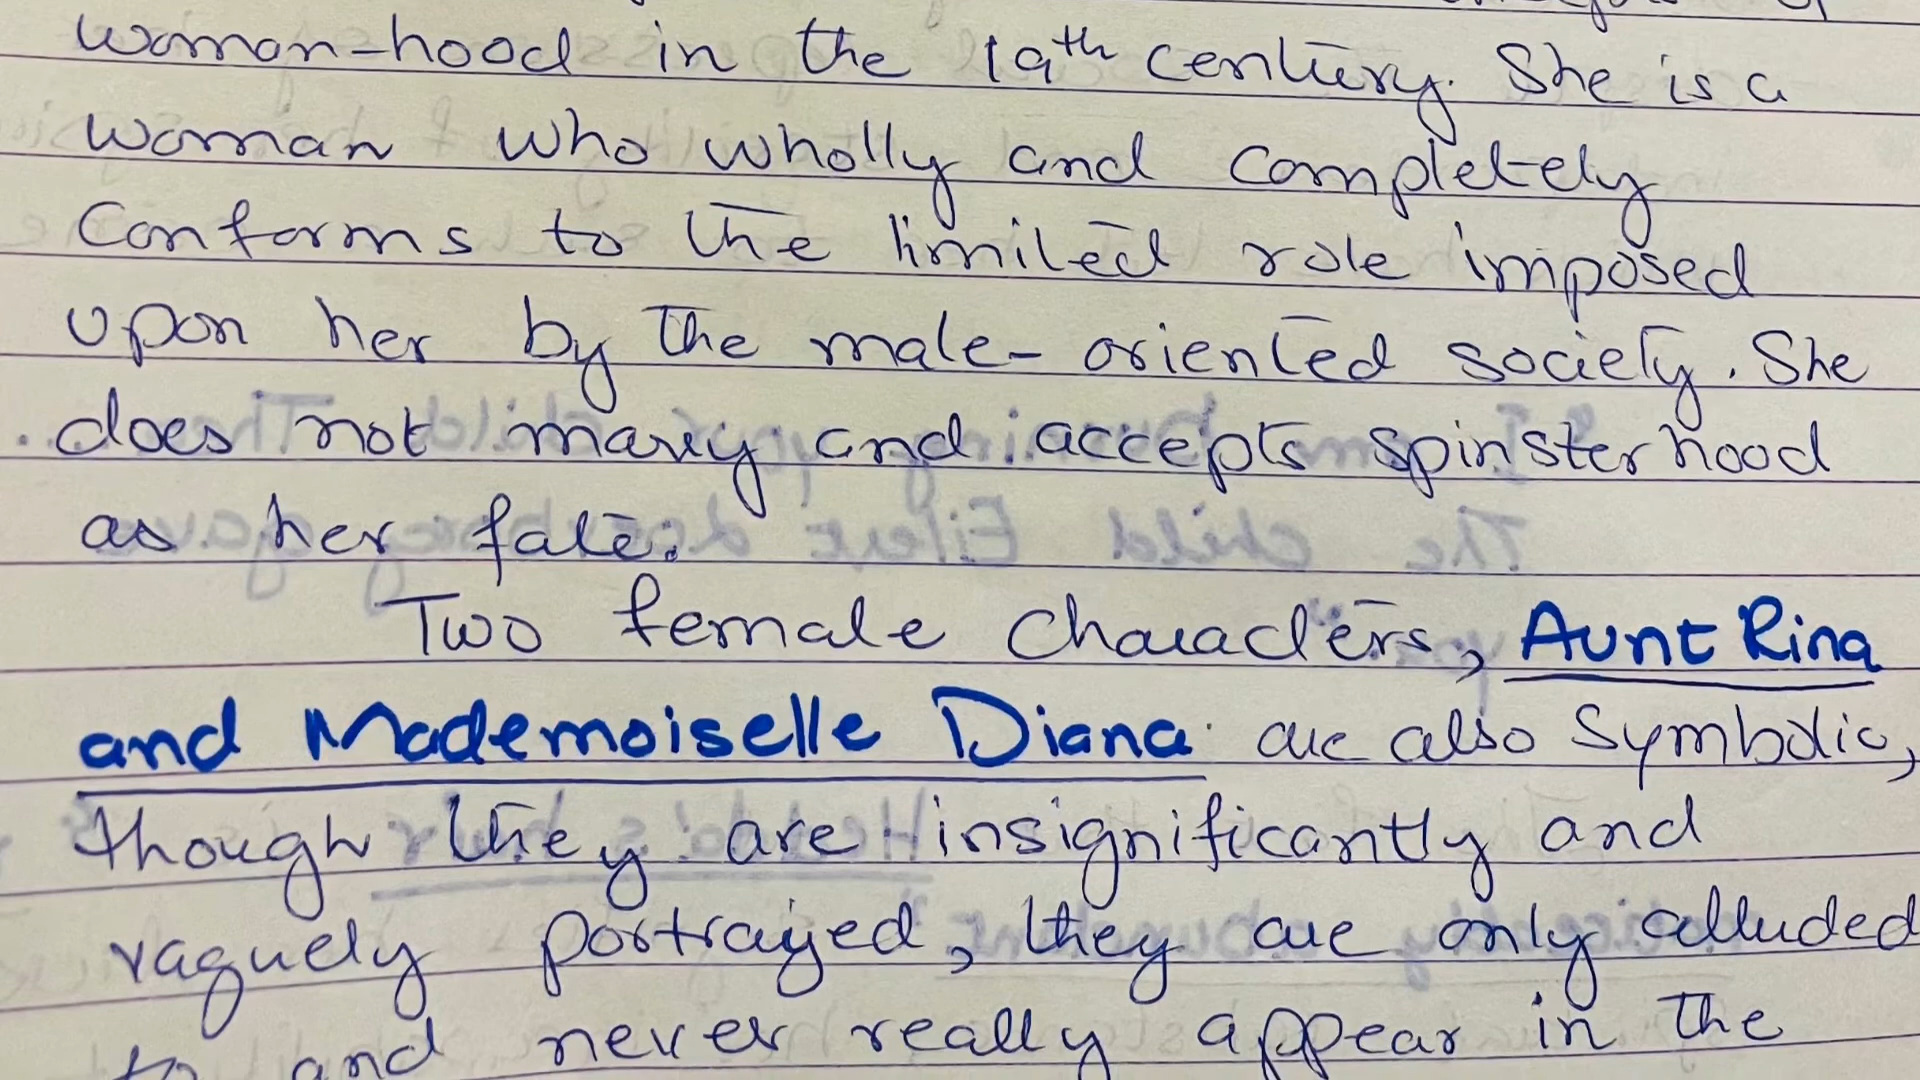 woman-hood in the 19th century. She is a
woman who wholly and completely
Conforms to the limited role imposed
upon her by the male-oriented society. She
does not marry and accepts spinsterhood
as her fate.
Two female characters, Aunt Rina
and Mademoiselle Diana are also Symbolic,
though they are insignificantly and
vaguely portrayed, they are only alluded
to and never really appear in the